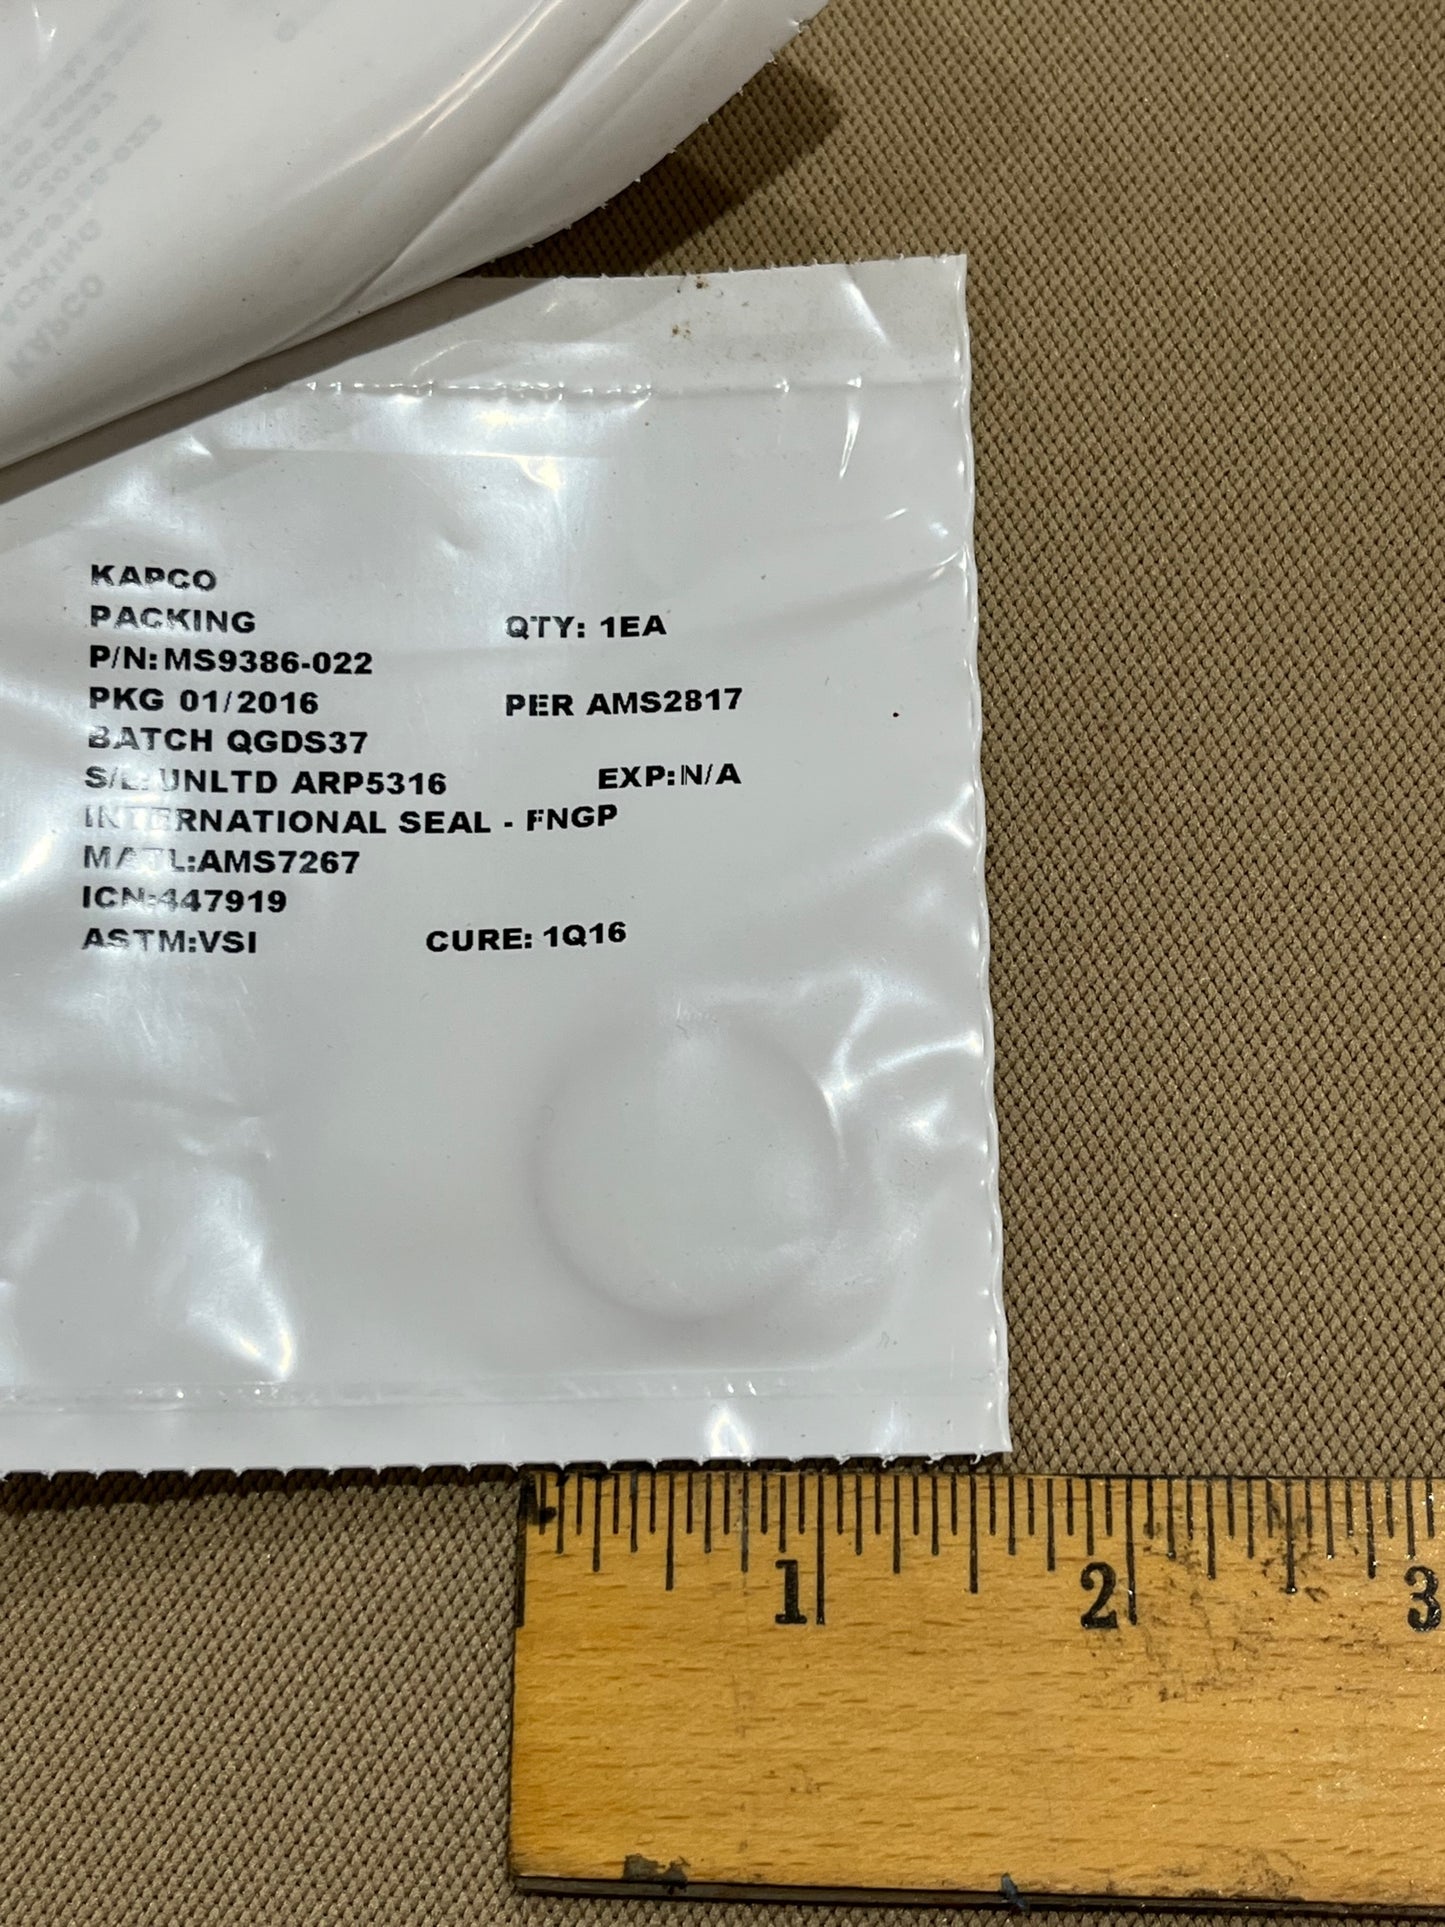 KAPCO
PACKING QTY: 1EA
P/N:MS9386-022
PKG 01/2016 PER AMS2817
BATCH QGDS37
S/L: UNLTD ARP5316 EXP:N/A
INTERNATIONAL SEAL - FNGP
MATL:AMS7267
ICN:447919
ASTM:VSI CURE: 1Q16
1 2 3